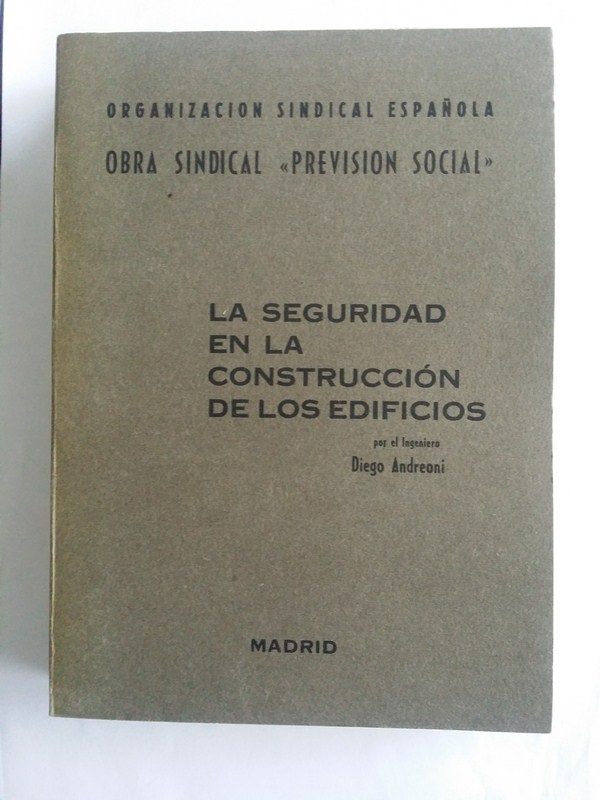 ORGANIZACION SINDICAL ESPAÑOLA
OBRA SINDICAL «PREVISION SOCIAL»
LA SEGURIDAD
EN LA
CONSTRUCCIÓN
DE LOS EDIFICIOS
por el Ingeniero
Diego Andreoni
MADRID